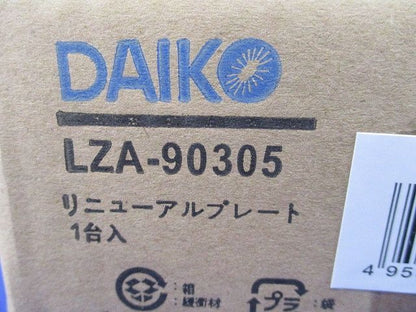 DAIKO
LZA-90305
リニューアルプレート
1台入
:箱
:緩衝材
プラ
:袋
4 95